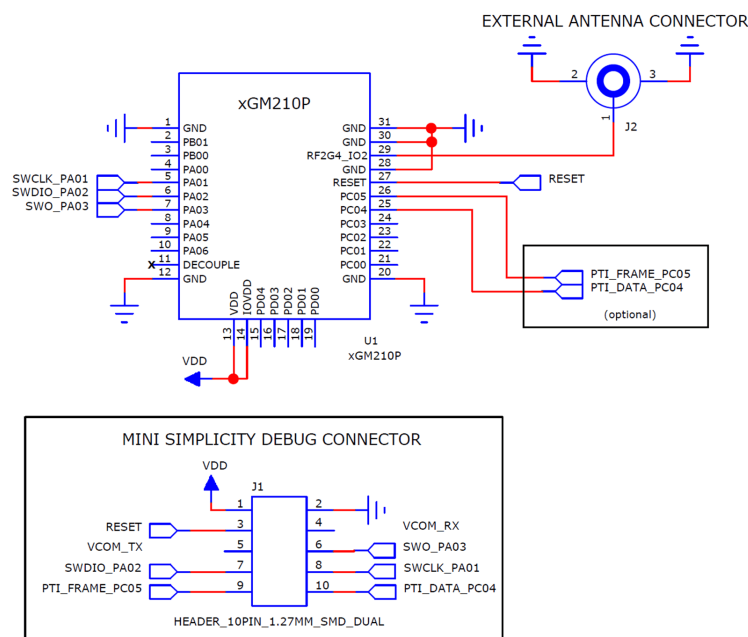 EXTERNAL ANTENNA CONNECTOR
2
3
1
J2
xGM210P
1 GND
2 PB01
3 PB00
4 PA00
SWCLK_PA01 5 PA01
SWDIO_PA02 6 PA02
SWO_PA03 7 PA03
8 PA04
9 PA05
10 PA06
X 11 DECOUPLE
12 GND
GND 31
GND 30
RF2G4_IO2 29
GND 28
RESET 27 RESET
PC05 26
PC04 25
PC03 24
PC02 23
PC01 22
PC00 21
GND 20
VDD 13
IOVDD 14
PD04 15
PD03 16
PD02 17
PD01 18
PD00 19
PTI_FRAME_PC05
PTI_DATA_PC04
(optional)
U1
xGM210P
VDD
MINI SIMPLICITY DEBUG CONNECTOR
VDD
J1
1 2
RESET 3 4 VCOM_RX
VCOM_TX 5 6 SWO_PA03
SWDIO_PA02 7 8 SWCLK_PA01
PTI_FRAME_PC05 9 10 PTI_DATA_PC04
HEADER_10PIN_1.27MM_SMD_DUAL